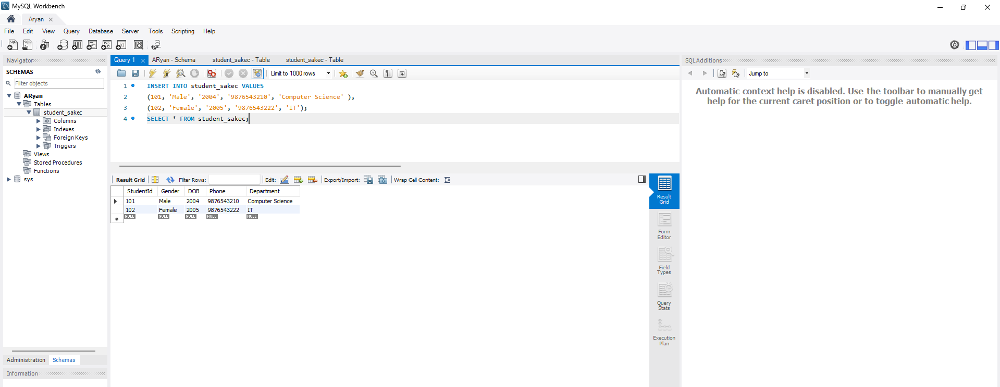 MySQL Workbench
Aryan
File Edit View Query Database Server Tools Scripting Help
Navigator
SCHEMAS
Filter objects
ARyan
Tables
student_sakec
Columns
Indexes
Foreign Keys
Triggers
Views
Stored Procedures
Functions
sys
Administration Schemas
Information
Query 1 ARyan - Schema student_sakec - Table student_sakec - Table
Limit to 1000 rows
1 INSERT INTO student_sakec VALUES
2 (101, 'Male', '2004', '9876543210', 'Computer Science' ),
3 (102, 'Female', '2005', '9876543222', 'IT');
4 SELECT * FROM student_sakec;
Result Grid Filter Rows: Edit: Export/Import: Wrap Cell Content:
StudentId Gender DOB Phone Department
101 Male 2004 9876543210 Computer Science
102 Female 2005 9876543222 IT
NULL NULL NULL NULL NULL
Result
Grid
Form
Editor
Field
Types
Query
Stats
Execution
Plan
SQLAdditions
Jump to
Automatic context help is disabled. Use the toolbar to manually get
help for the current caret position or to toggle automatic help.